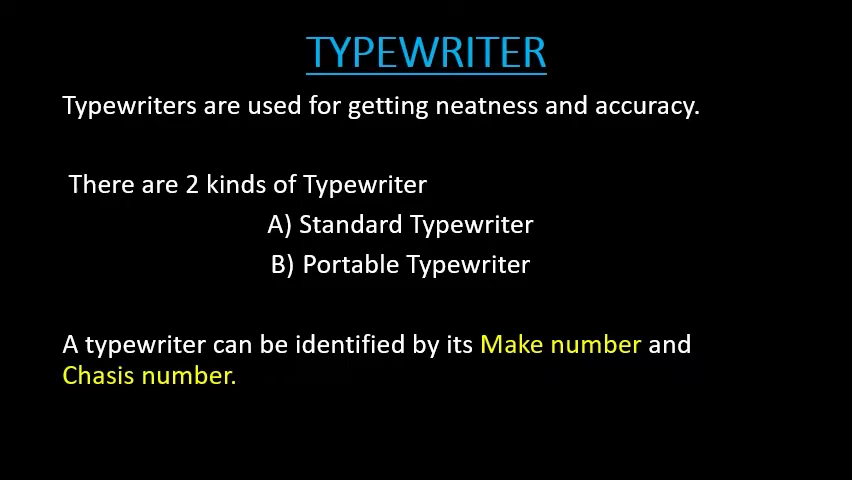 TYPEWRITER
Typewriters are used for getting neatness and accuracy.
There are 2 kinds of Typewriter
A) Standard Typewriter
B) Portable Typewriter
A typewriter can be identified by its Make number and
Chasis number.